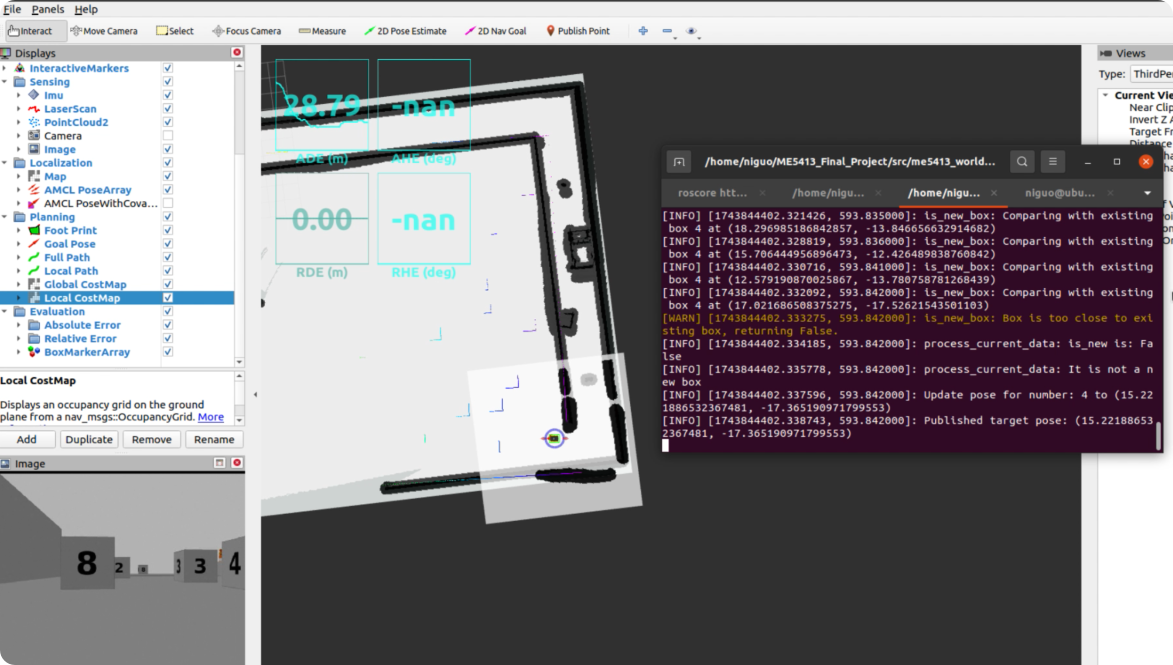 File Panels Help
Interact Move Camera Select Focus Camera Measure 2D Pose Estimate 2D Nav Goal Publish Point
Displays
InteractiveMarkers
Sensing
Imu
LaserScan
PointCloud2
Camera
Image
Localization
Map
AMCL PoseArray
AMCL PoseWithCova...
Planning
Foot Print
Goal Pose
Full Path
Local Path
Global CostMap
Local CostMap
Evaluation
Absolute Error
Relative Error
BoxMarkerArray
Local CostMap
Displays an occupancy grid on the ground
plane from a nav_msgs::OccupancyGrid. More
Add Duplicate Remove Rename
Image
8 2 3 3 4
28.79 -nan
ADE (m) AHE (deg)
0.00 -nan
RDE (m) RHE (deg)
/home/niguo/ME5413_Final_Project/src/me5413_world...
roscore htt... /home/nigu... /home/nigu... niguo@ubu...
[INFO] [1743844402.321426, 593.835000]: is_new_box: Comparing with existing
box 4 at (18.296985186842857, -13.846656632914682)
[INFO] [1743844402.328819, 593.836000]: is_new_box: Comparing with existing
box 4 at (15.706444956896473, -12.426489838760842)
[INFO] [1743844402.330716, 593.841000]: is_new_box: Comparing with existing
box 4 at (12.579190870025867, -13.780758781268439)
[INFO] [1743844402.332092, 593.842000]: is_new_box: Comparing with existing
box 4 at (17.021686508375275, -17.52621543501103)
[WARN] [1743844402.333275, 593.842000]: is_new_box: Box is too close to exi
sting box, returning False.
[INFO] [1743844402.334185, 593.842000]: process_current_data: is_new is: Fa
lse
[INFO] [1743844402.335778, 593.842000]: process_current_data: It is not a n
ew box
[INFO] [1743844402.337596, 593.842000]: Update pose for number: 4 to (15.22
1886532367481, -17.365190971799553)
[INFO] [1743844402.338743, 593.842000]: Published target pose: (15.22188653
2367481, -17.365190971799553)
Views
Type: ThirdPe
Current Vie
Near Clip
Invert Z A
Target Fr
Distance